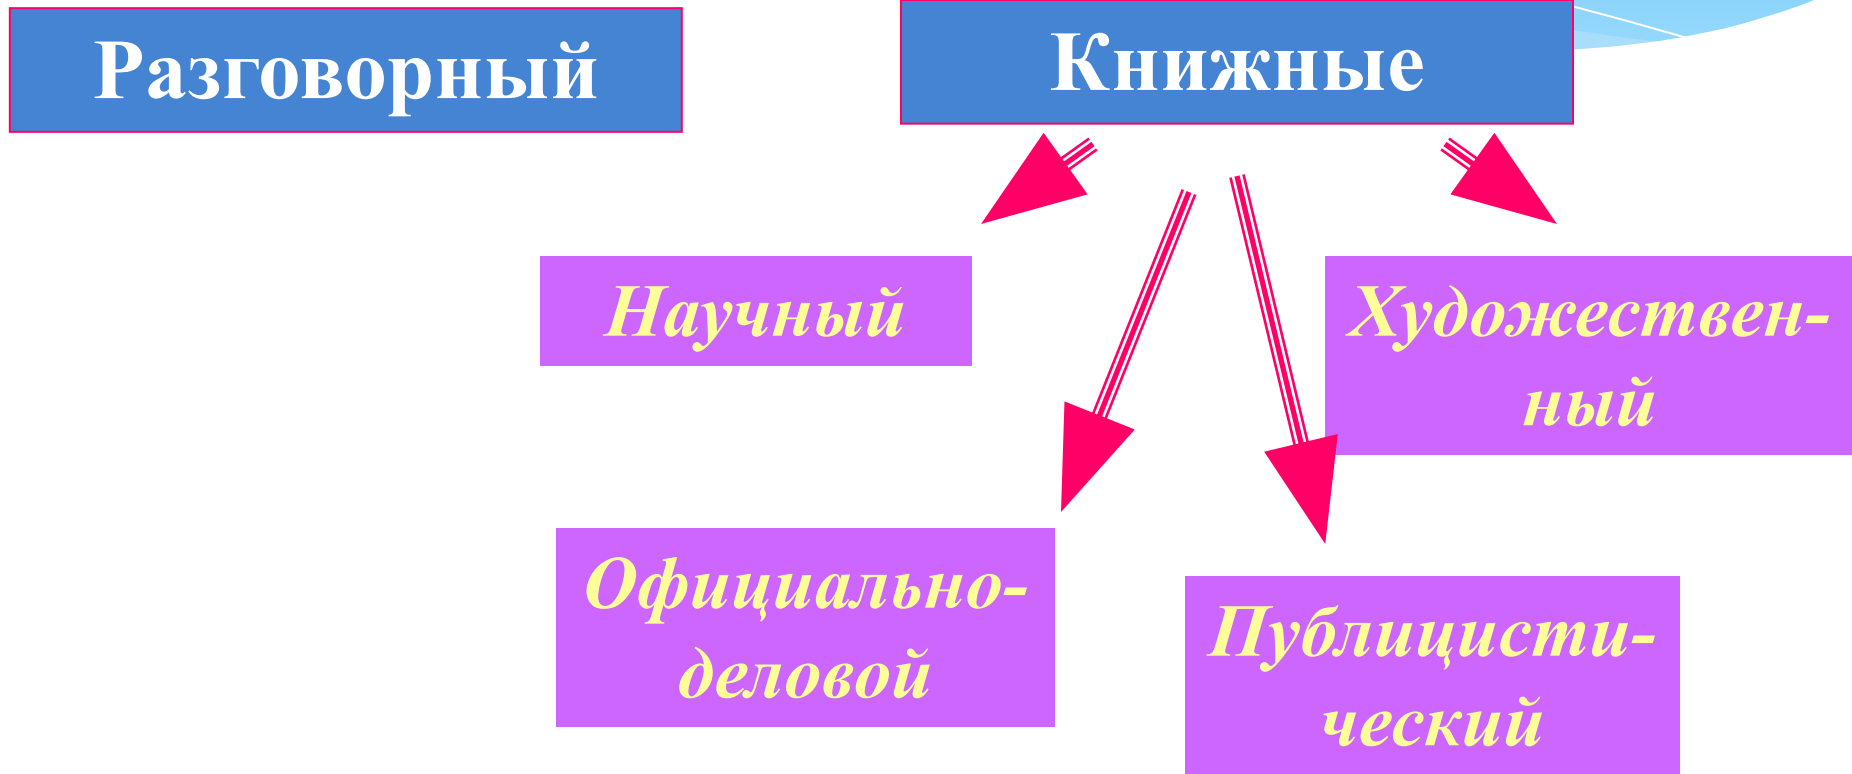 Разговорный
Книжные
Научный
Художествен-
ный
Официально-
деловой
Публицисти-
ческий